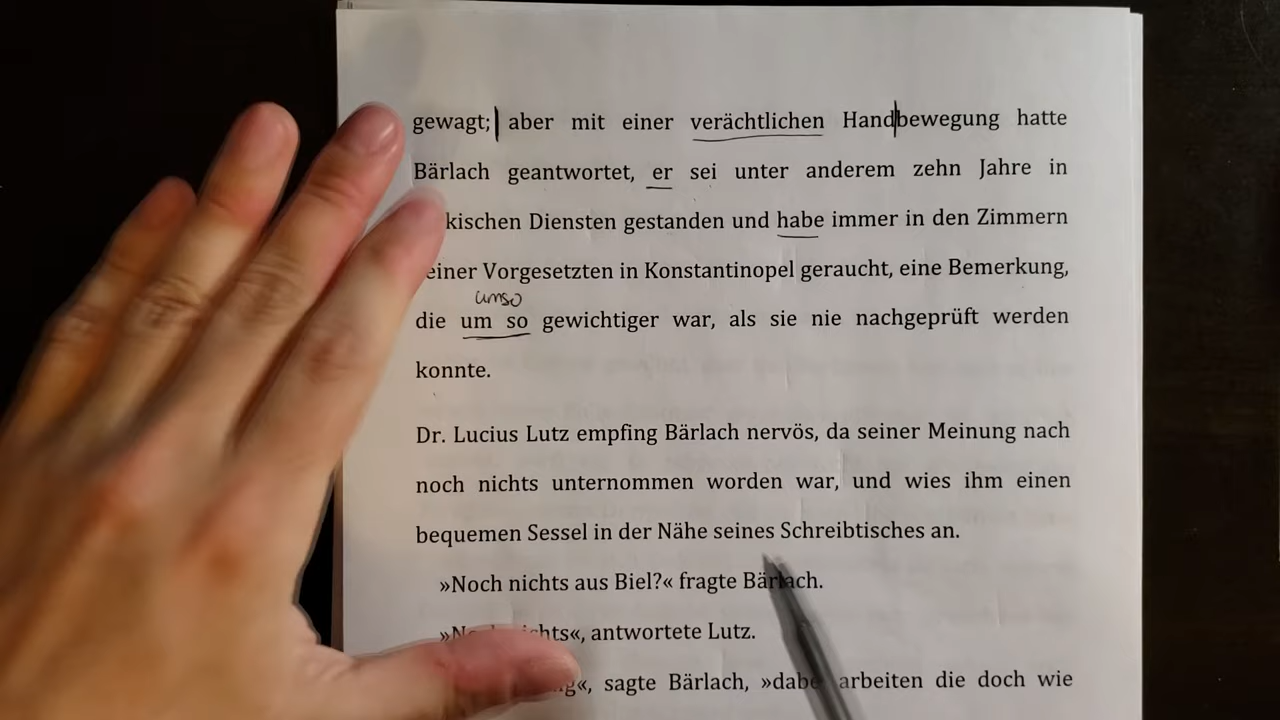 gewagt; aber mit einer verächtlichen Handbewegung hatte
Bärlach geantwortet, er sei unter anderem zehn Jahre in
kischen Diensten gestanden und habe immer in den Zimmern
einer Vorgesetzten in Konstantinopel geraucht, eine Bemerkung,
umso
die um so gewichtiger war, als sie nie nachgeprüft werden
konnte.
Dr. Lucius Lutz empfing Bärlach nervös, da seiner Meinung nach
noch nichts unternommen worden war, und wies ihm einen
bequemen Sessel in der Nähe seines Schreibtisches an.
»Noch nichts aus Biel?« fragte Bärlach.
antwortete Lutz.
sagte Bärlach, »dabei arbeiten die doch wie